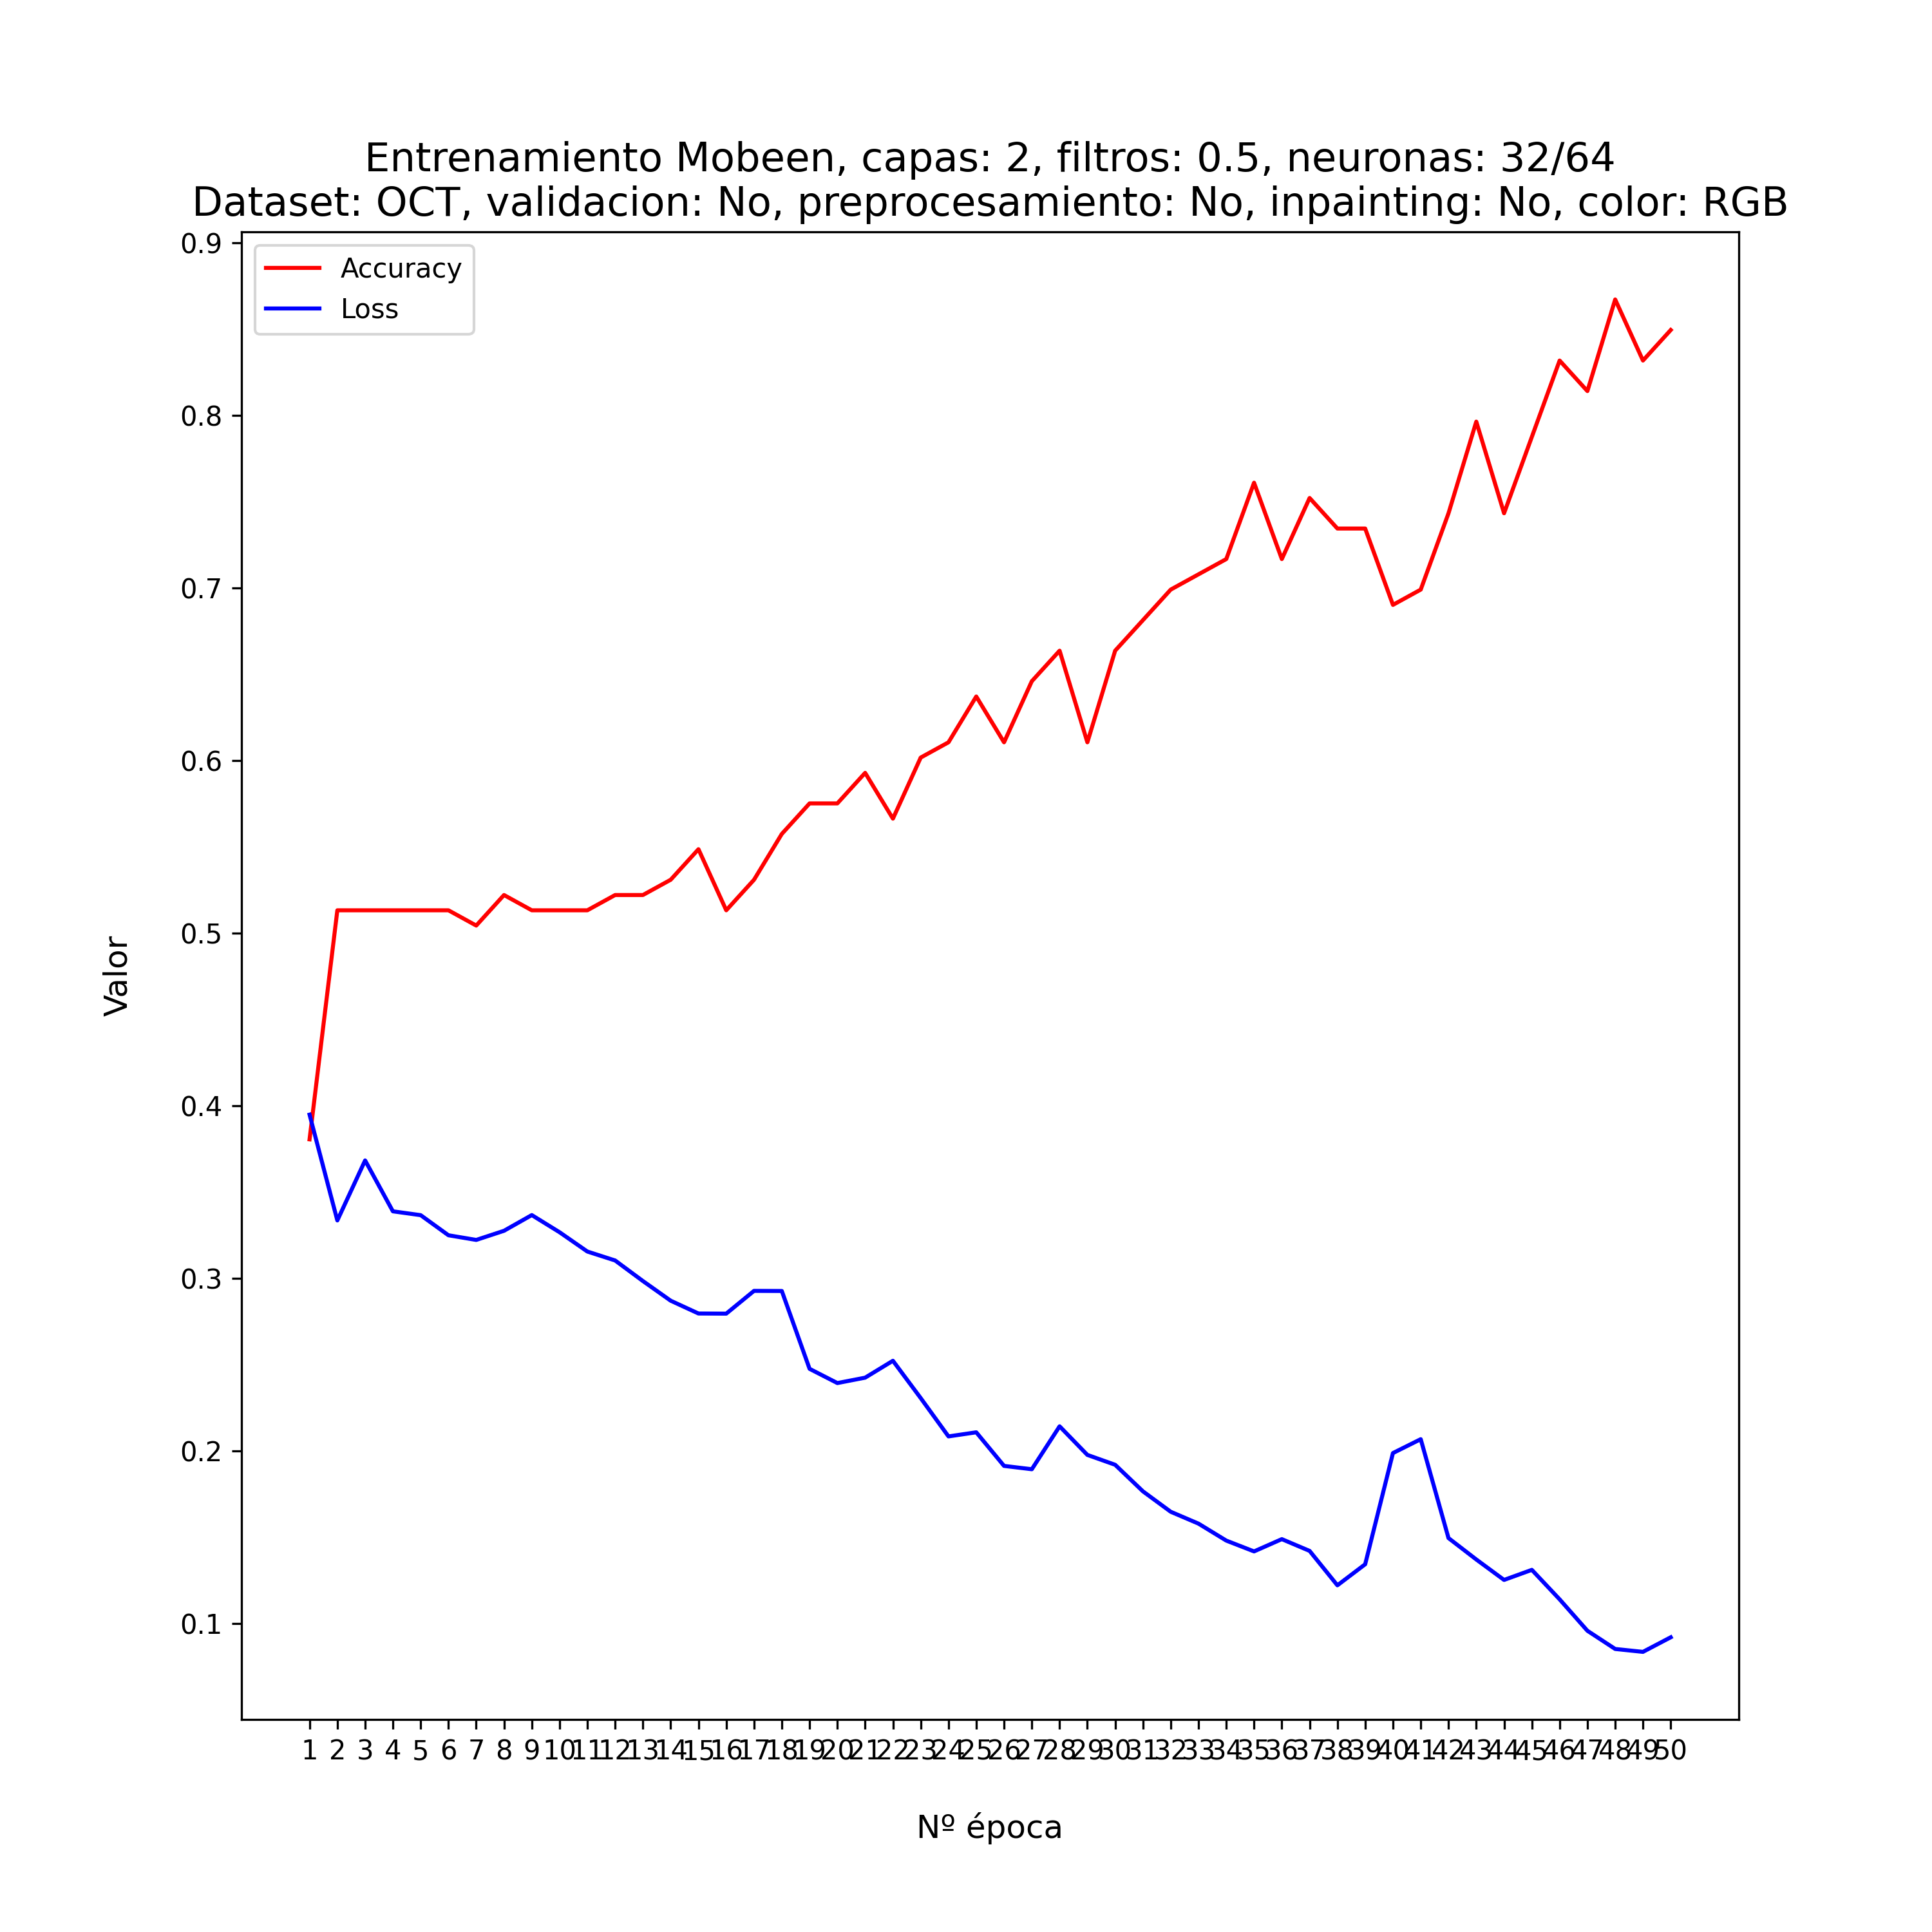 Entrenamiento Mobeen, capas: 2, filtros: 0.5, neuronas: 32/64
Dataset: OCT, validacion: No, preprocesamiento: No, inpainting: No, color: RGB
Accuracy
Loss
0.9
0.8
0.7
0.6
0.5
0.4
0.3
0.2
0.1
Valor
1 2 3 4 5 6 7 8 9 10 11 12 13 14 15 16 17 18 19 20 21 22 23 24 25 26 27 28 29 30 31 32 33 34 35 36 37 38 39 40 41 42 43 44 45 46 47 48 49 50
Nº época